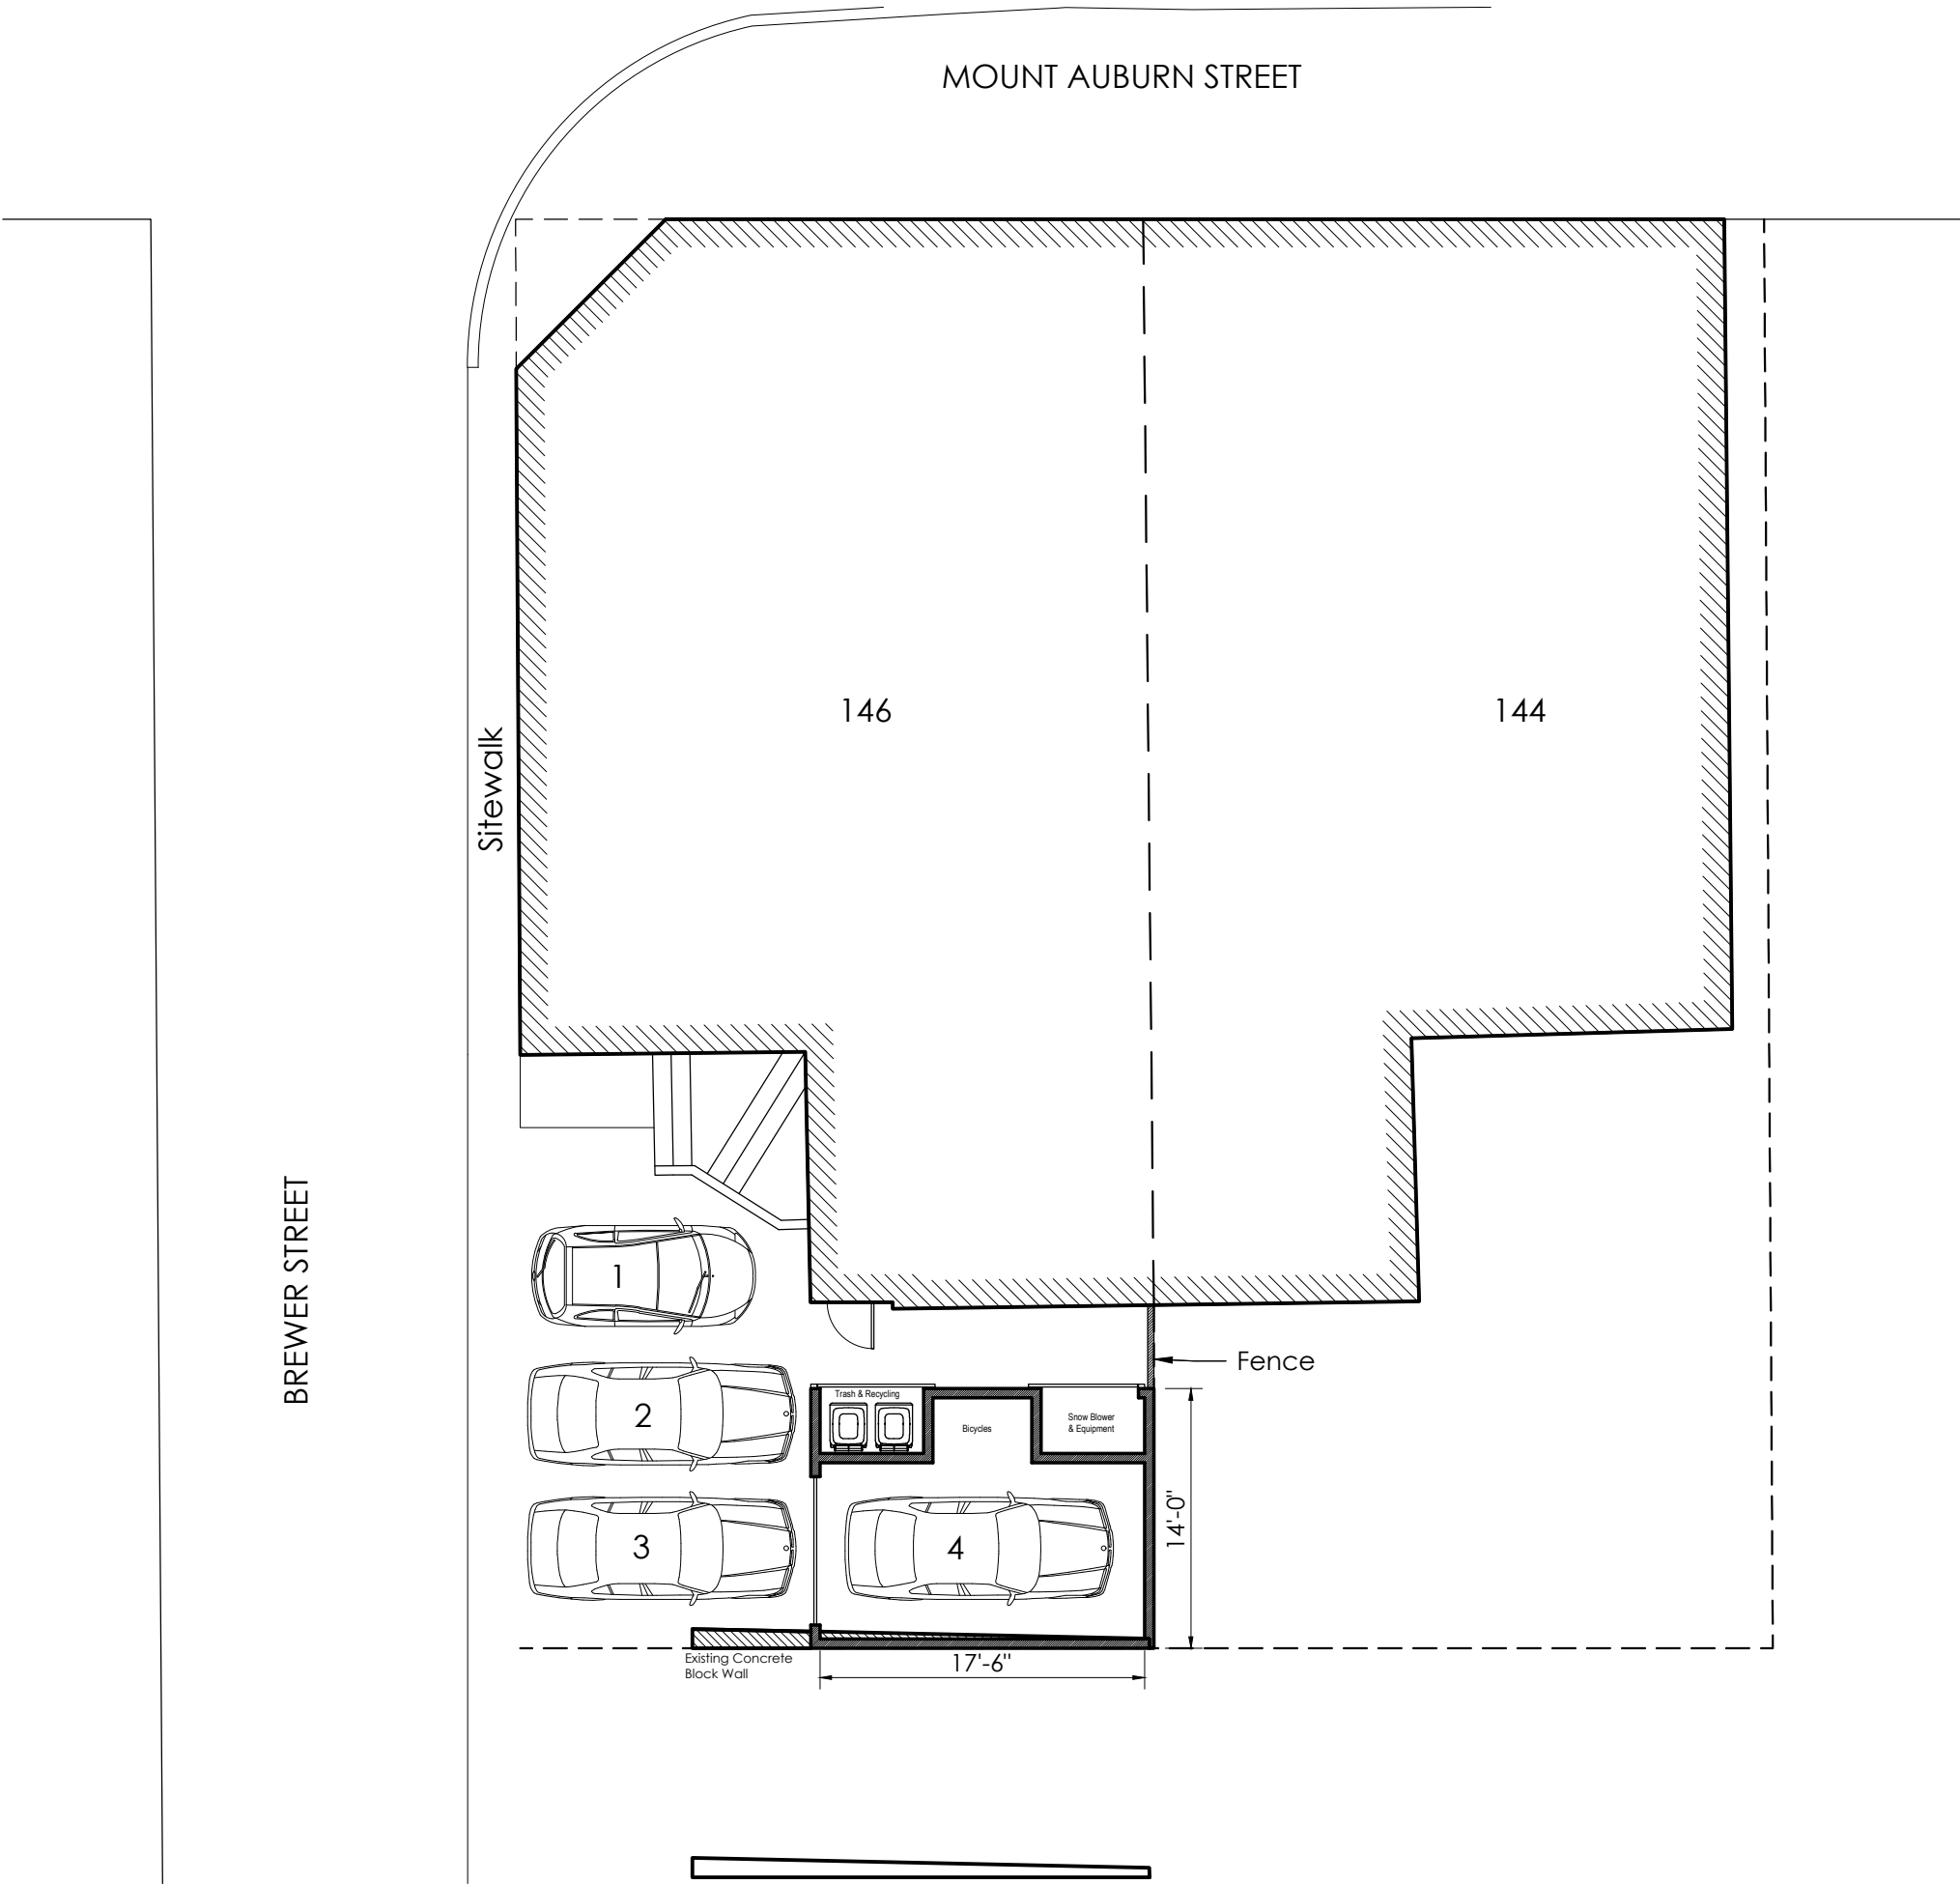 MOUNT AUBURN STREET
146
144
Sitewalk
BREWER STREET
1
Fence
Trash & Recycling
2
Bicycles
Snow Blower
& Equipment
3
4
14'-0"
Existing Concrete
Block Wall
17'-6"